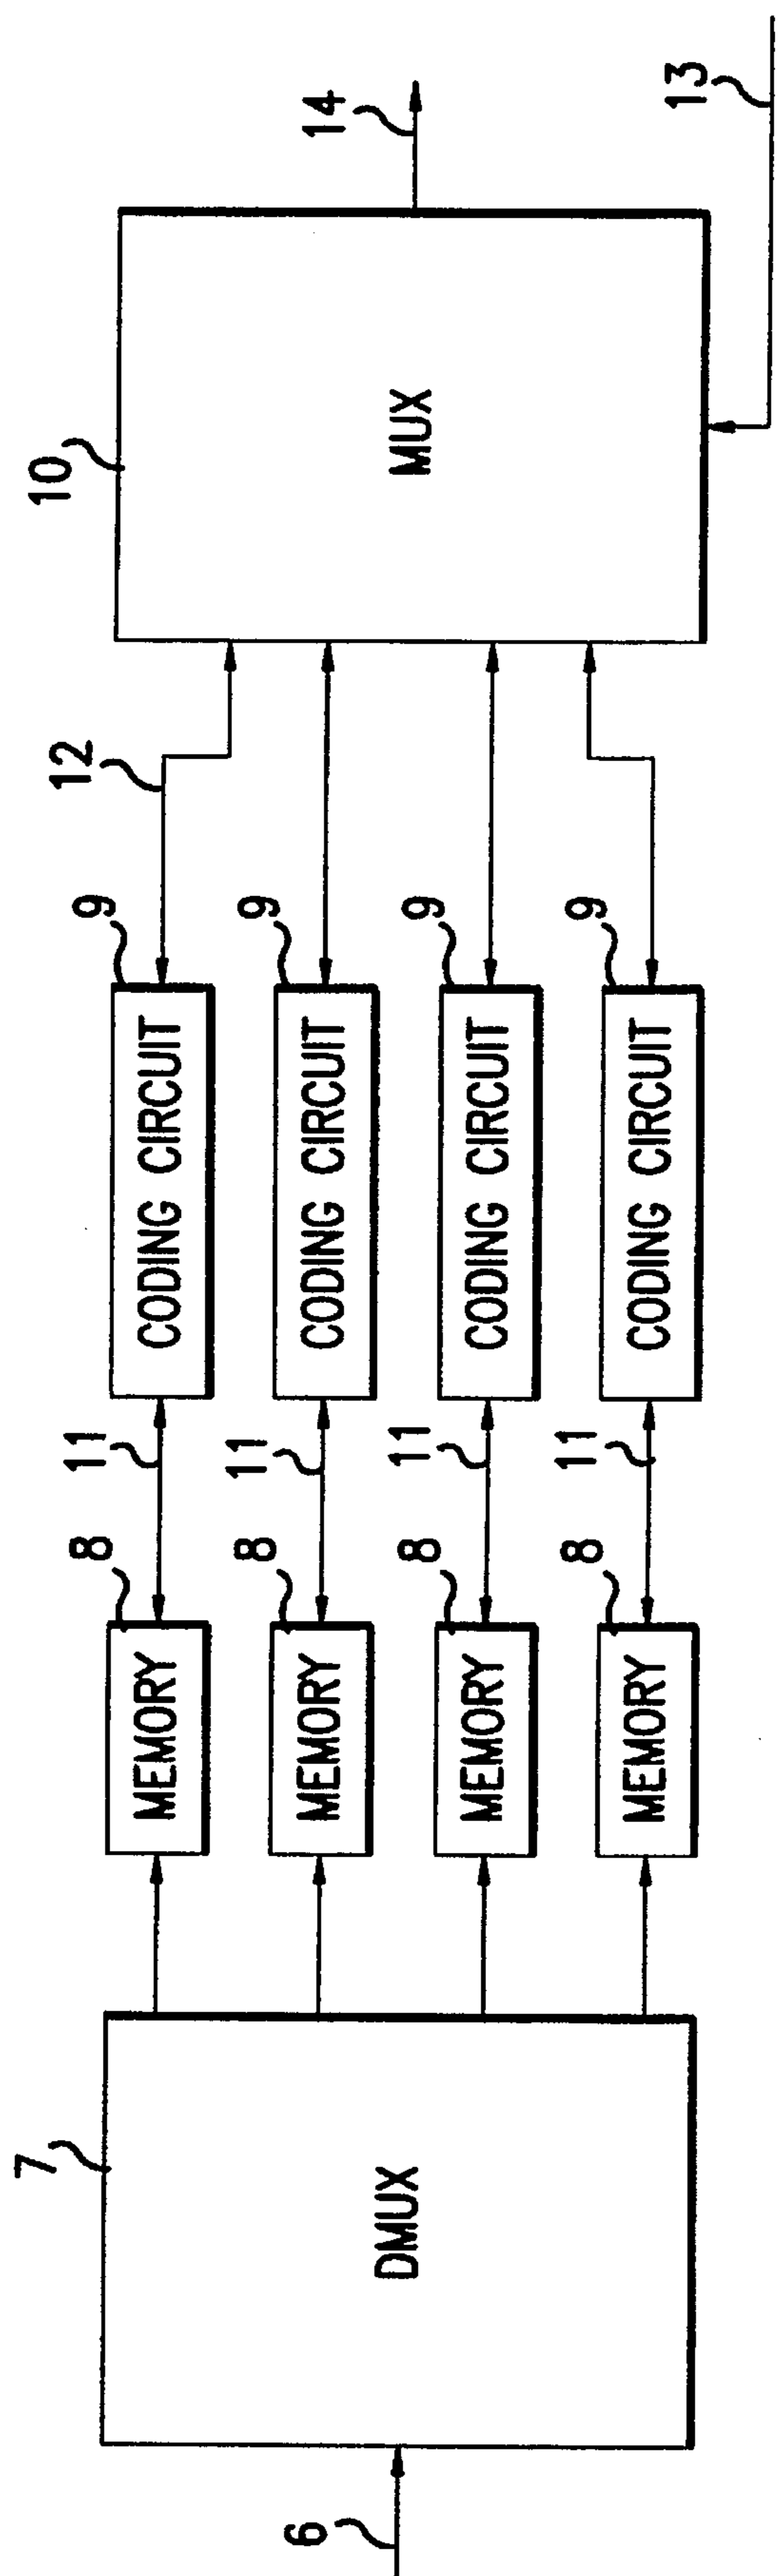 6
7
DMUX
8
MEMORY
11
9
CODING CIRCUIT
12
8
MEMORY
11
9
CODING CIRCUIT
8
MEMORY
11
9
CODING CIRCUIT
8
MEMORY
11
9
CODING CIRCUIT
10
MUX
14
13